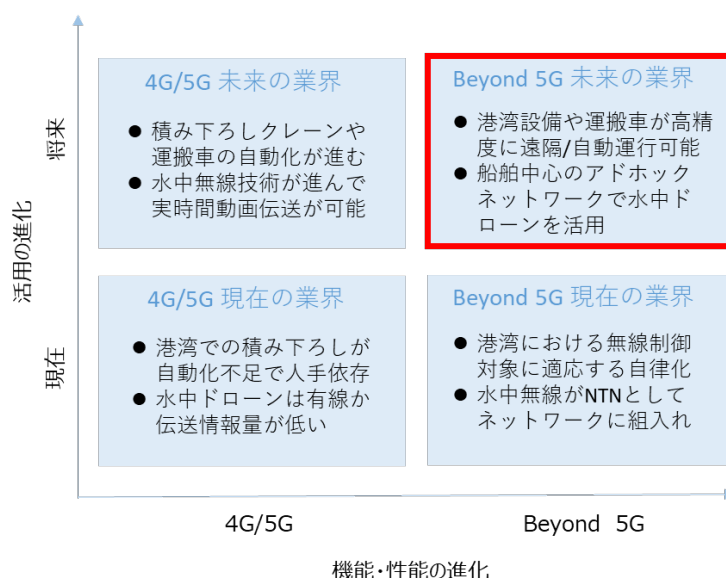 活用の進化
将来
現在
4G/5G 未来の業界
● 積み下ろしクレーンや
運搬車の自動化が進む
● 水中無線技術が進んで
実時間動画伝送が可能
Beyond 5G 未来の業界
● 港湾設備や運搬車が高精
度に遠隔/自動運行可能
● 船舶中心のアドホック
ネットワークで水中ド
ローンを活用
4G/5G 現在の業界
● 港湾での積み下ろしが
自動化不足で人手依存
● 水中ドローンは有線か
伝送情報量が低い
Beyond 5G 現在の業界
● 港湾における無線制御
対象に適応する自律化
● 水中無線がNTNとして
ネットワークに組入れ
4G/5G
Beyond 5G
機能・性能の進化